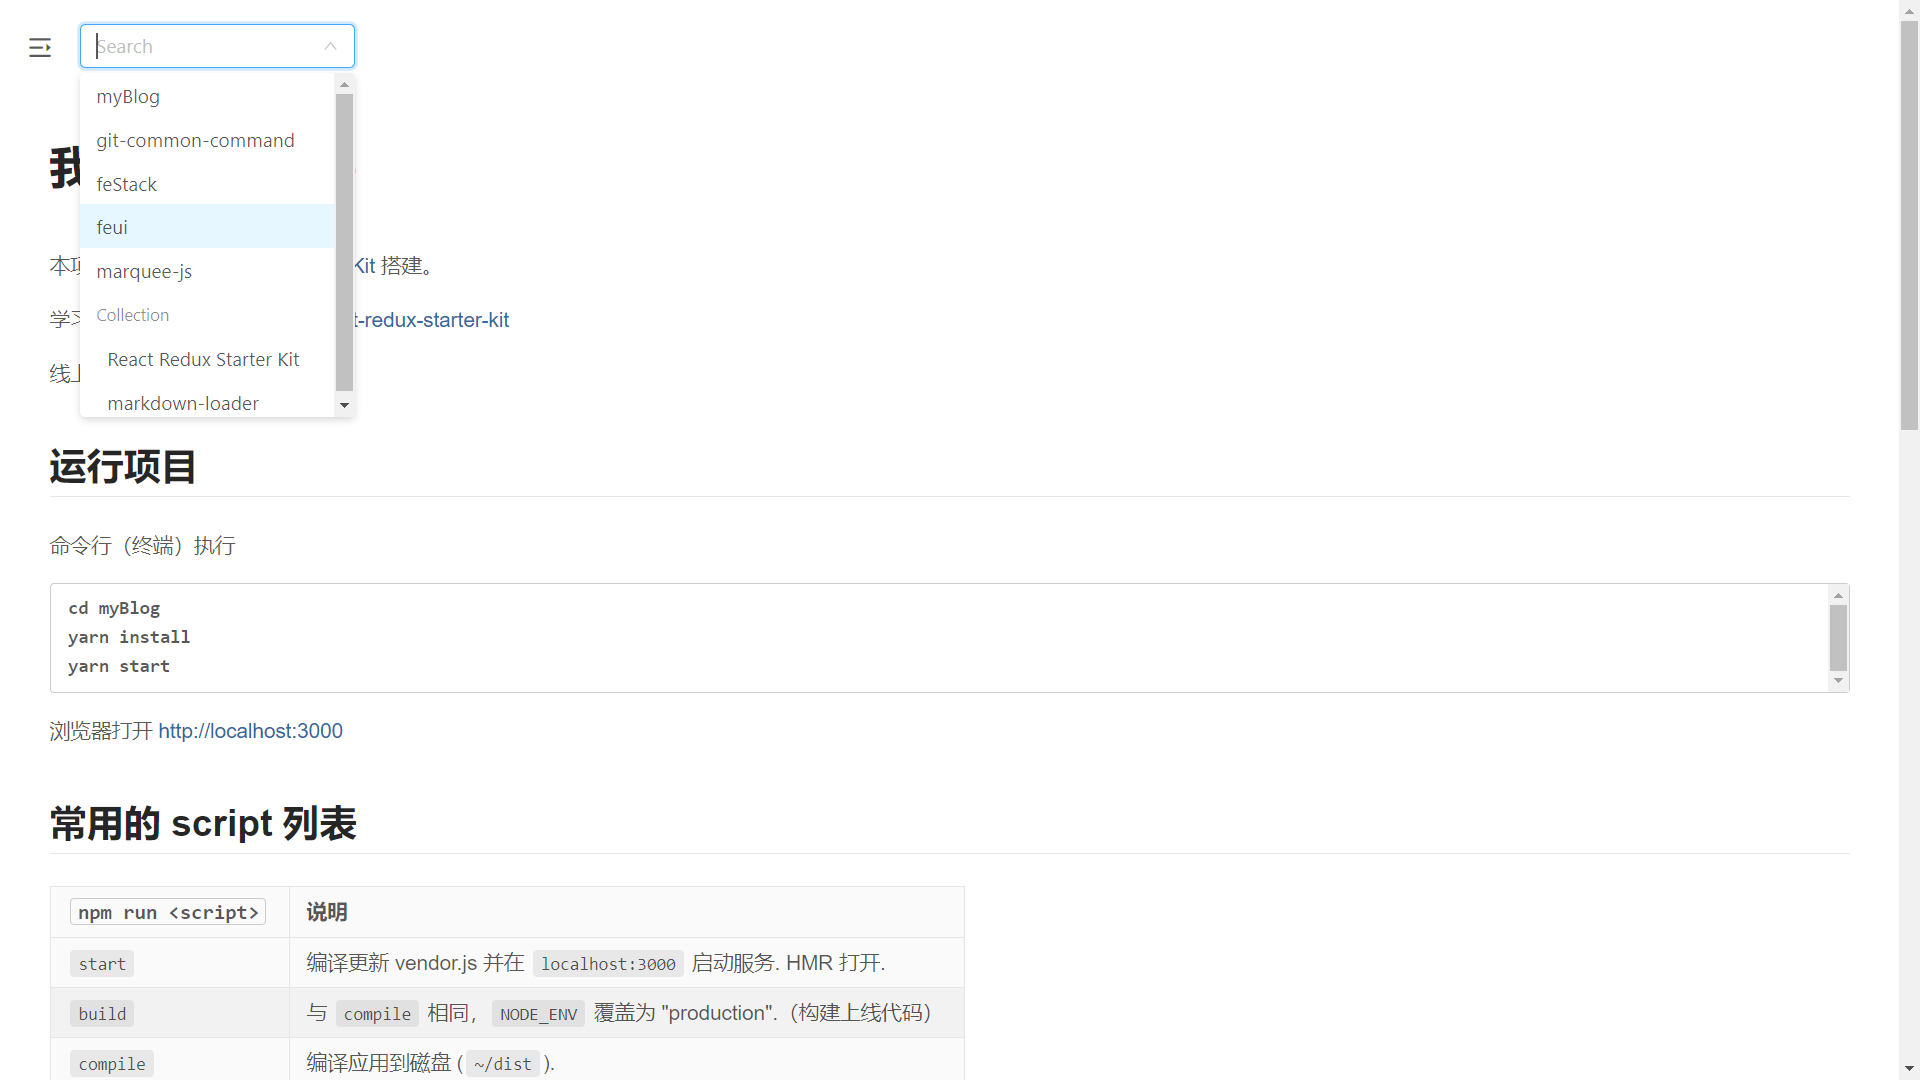 Search
myBlog
git-common-command
feStack
feui
marquee-js
Collection
React Redux Starter Kit
markdown-loader
我
本项 Kit 搭建。
学习 t-redux-starter-kit
线上
运行项目
命令行（终端）执行
cd myBlog
yarn install
yarn start
浏览器打开 http://localhost:3000
常用的 script 列表
npm run <script> 说明
start 编译更新 vendor.js 并在 localhost:3000 启动服务. HMR 打开.
build 与 compile 相同， NODE_ENV 覆盖为 "production".（构建上线代码）
compile 编译应用到磁盘 ( ~/dist ).